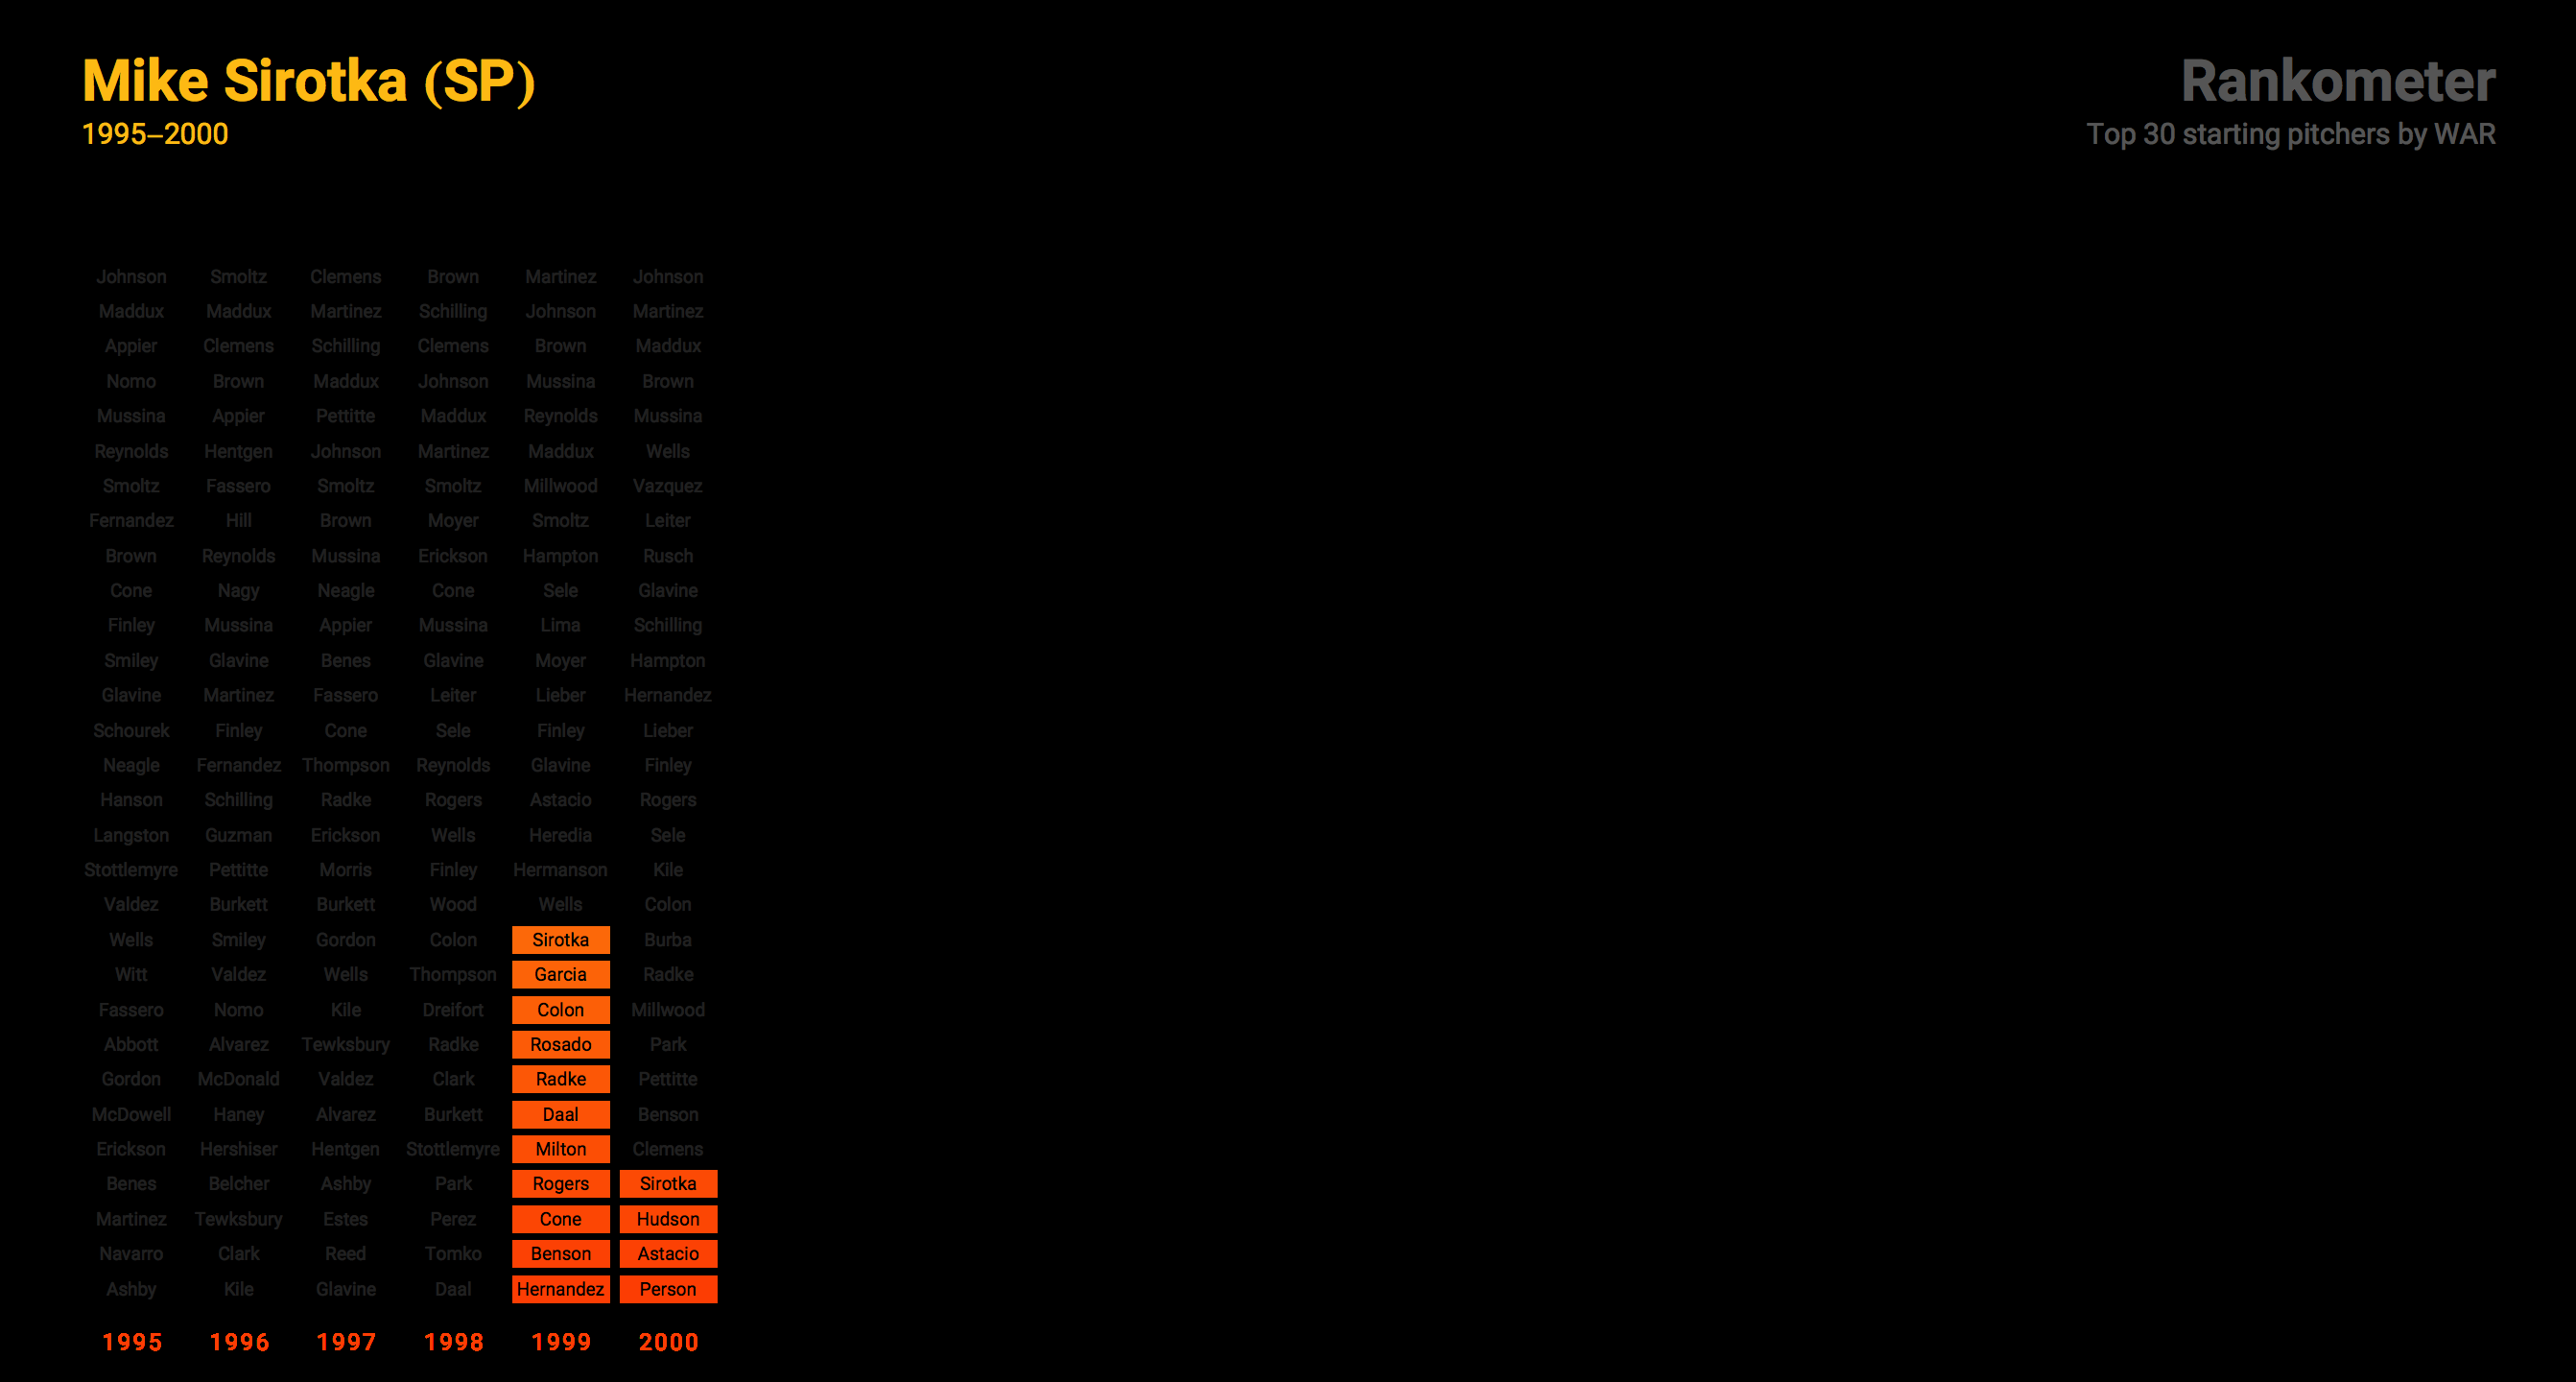 Mike Sirotka (SP)
1995–2000
Rankometer
Top 30 starting pitchers by WAR
Johnson Smoltz Clemens Brown Martinez Johnson
Maddux Maddux Martinez Schilling Johnson Martinez
Appier Clemens Schilling Clemens Brown Maddux
Nomo Brown Maddux Johnson Mussina Brown
Mussina Appier Pettitte Maddux Reynolds Mussina
Reynolds Hentgen Johnson Martinez Maddux Wells
Smoltz Fassero Smoltz Smoltz Millwood Vazquez
Fernandez Hill Brown Moyer Smoltz Leiter
Brown Reynolds Mussina Erickson Hampton Rusch
Cone Nagy Neagle Cone Sele Glavine
Finley Mussina Appier Mussina Lima Schilling
Smiley Glavine Benes Glavine Moyer Hampton
Glavine Martinez Fassero Leiter Lieber Hernandez
Schourek Finley Cone Sele Finley Lieber
Neagle Fernandez Thompson Reynolds Glavine Finley
Hanson Schilling Radke Rogers Astacio Rogers
Langston Guzman Erickson Wells Heredia Sele
Stottlemyre Pettitte Morris Finley Hermanson Kile
Valdez Burkett Burkett Wood Wells Colon
Wells Smiley Gordon Colon Sirotka Burba
Witt Valdez Wells Thompson Garcia Radke
Fassero Nomo Kile Dreifort Colon Millwood
Abbott Alvarez Tewksbury Radke Rosado Park
Gordon McDonald Valdez Clark Radke Pettitte
McDowell Haney Alvarez Burkett Daal Benson
Erickson Hershiser Hentgen Stottlemyre Milton Clemens
Benes Belcher Ashby Park Rogers Sirotka
Martinez Tewksbury Estes Perez Cone Hudson
Navarro Clark Reed Tomko Benson Astacio
Ashby Kile Glavine Daal Hernandez Person
1995 1996 1997 1998 1999 2000